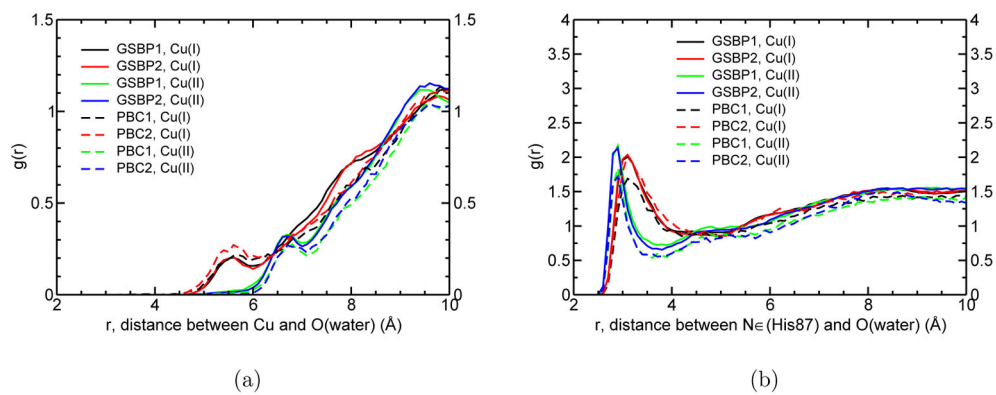 1.5
1
0.5
0
g(r)
GSBP1, Cu(I)
GSBP2, Cu(I)
GSBP1, Cu(II)
GSBP2, Cu(II)
PBC1, Cu(I)
PBC2, Cu(I)
PBC1, Cu(II)
PBC2, Cu(II)
1.5
1
0.5
0
2 4 6 8 10
r, distance between Cu and O(water) (Å)
(a)
4
3.5
3
2.5
2
1.5
1
0.5
0
g(r)
GSBP1, Cu(I)
GSBP2, Cu(I)
GSBP1, Cu(II)
GSBP2, Cu(II)
PBC1, Cu(I)
PBC2, Cu(I)
PBC1, Cu(II)
PBC2, Cu(II)
4
3.5
3
2.5
2
1.5
1
0.5
0
2 4 6 8 10
r, distance between N∈(His87) and O(water) (Å)
(b)